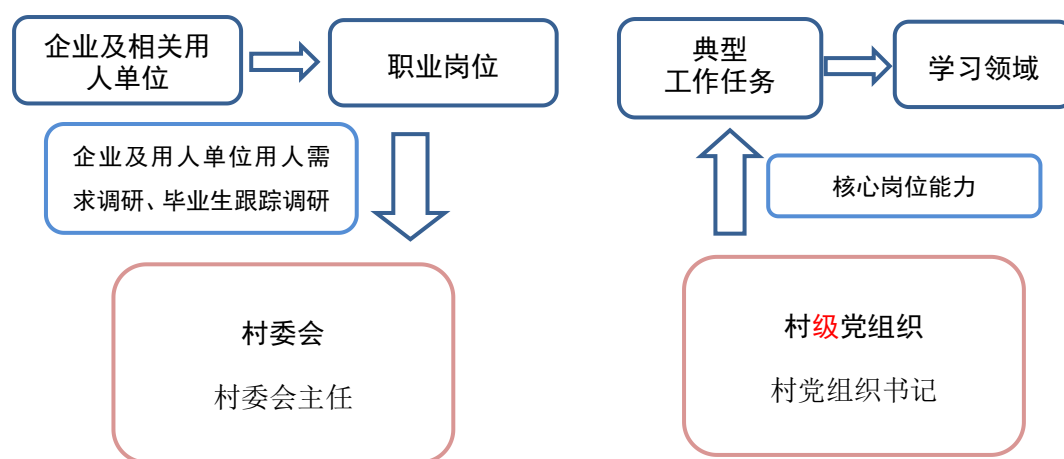 企业及相关用
人单位
职业岗位
典型
工作任务
学习领域
企业及用人单位用人需
求调研、毕业生跟踪调研
核心岗位能力
村委会
村委会主任
村级党组织
村党组织书记